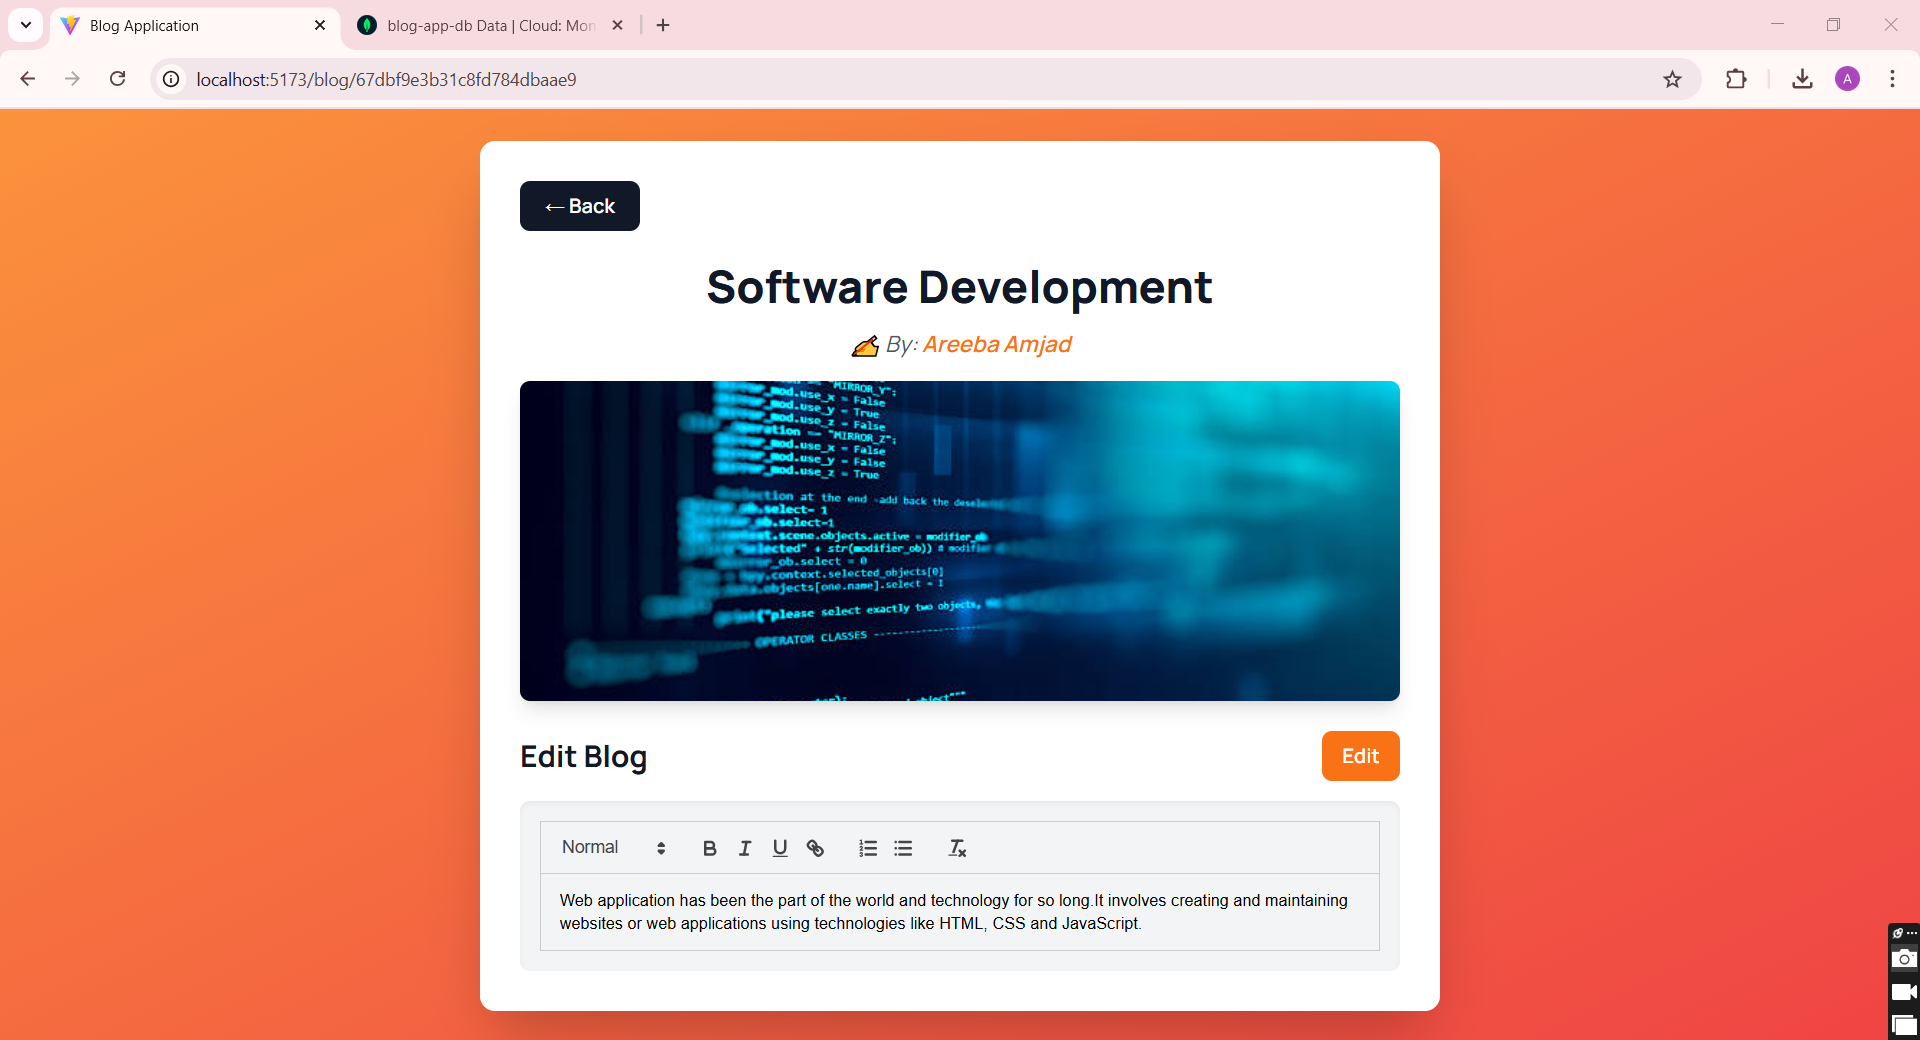 Blog Application
blog-app-db Data | Cloud: Mon
localhost:5173/blog/67dbf9e3b31c8fd784dbaae9
A
←Back
Software Development
✍ By: Areeba Amjad
"MIRROR_Y":
mod.use_x = False
mod.use_y = True
mod.use_z = False
operation == "MIRROR_Z":
mod.use_x = False
mod.use_y = False
mod.use_z = True
selection at the end -add back the
ob.select= 1
ob.select=1
context.scene.objects.active = modifier_ob
selected" + str(modifier_ob)) #
ob.select = 0
context.selected_objects[0]
objects[one.name].select = 1
print("please select exactly two objects,
OPERATOR CLASSES
Edit Blog
Edit
Normal
B I U
Web application has been the part of the world and technology for so long.It involves creating and maintaining
websites or web applications using technologies like HTML, CSS and JavaScript.